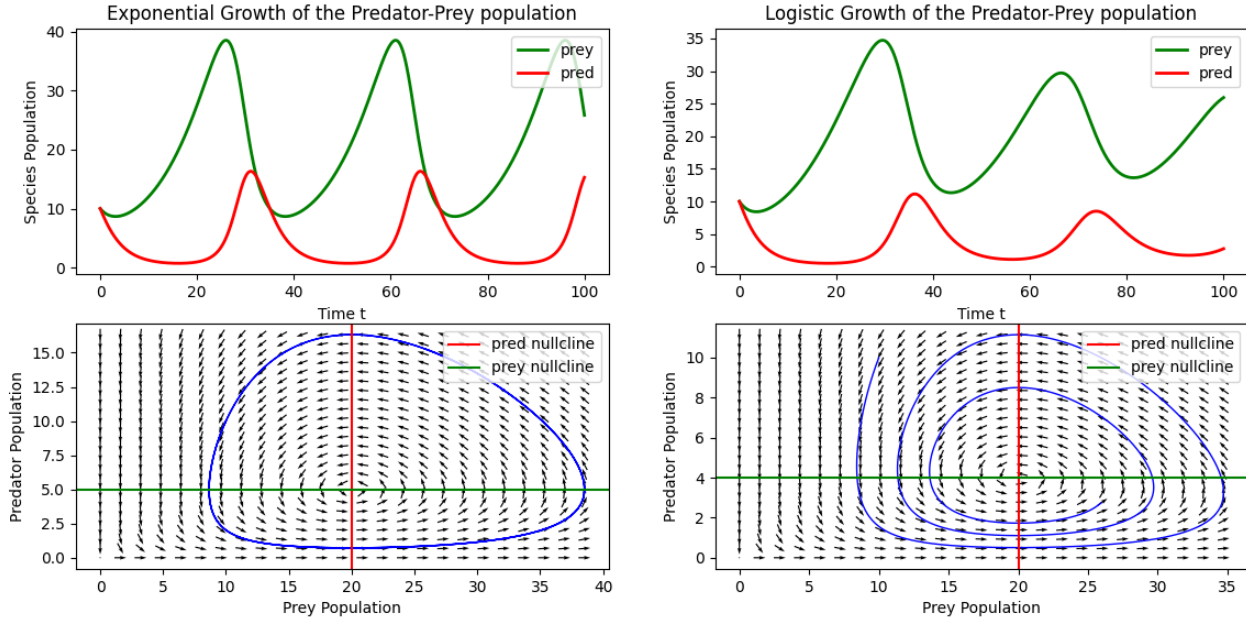 Exponential Growth of the Predator-Prey population
Species Population
40
30
20
10
0
prey
pred
0 20 40 60 80 100
Time t
Logistic Growth of the Predator-Prey population
Species Population
35
30
25
20
15
10
5
0
prey
pred
0 20 40 60 80 100
Time t
Predator Population
15.0
12.5
10.0
7.5
5.0
2.5
0.0
pred nullcline
prey nullcline
0 5 10 15 20 25 30 35 40
Prey Population
Predator Population
10
8
6
4
2
0
pred nullcline
prey nullcline
0 5 10 15 20 25 30 35
Prey Population